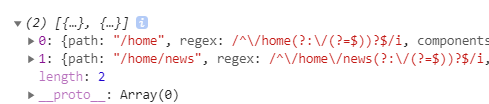 (2) [{…}, {…}] i
0: {path: "/home", regex: /^\/home(?:\/(?=$))?$/i, components
1: {path: "/home/news", regex: /^\/home\/news(?:\/(?=$))?$/i,
length: 2
__proto__: Array(0)